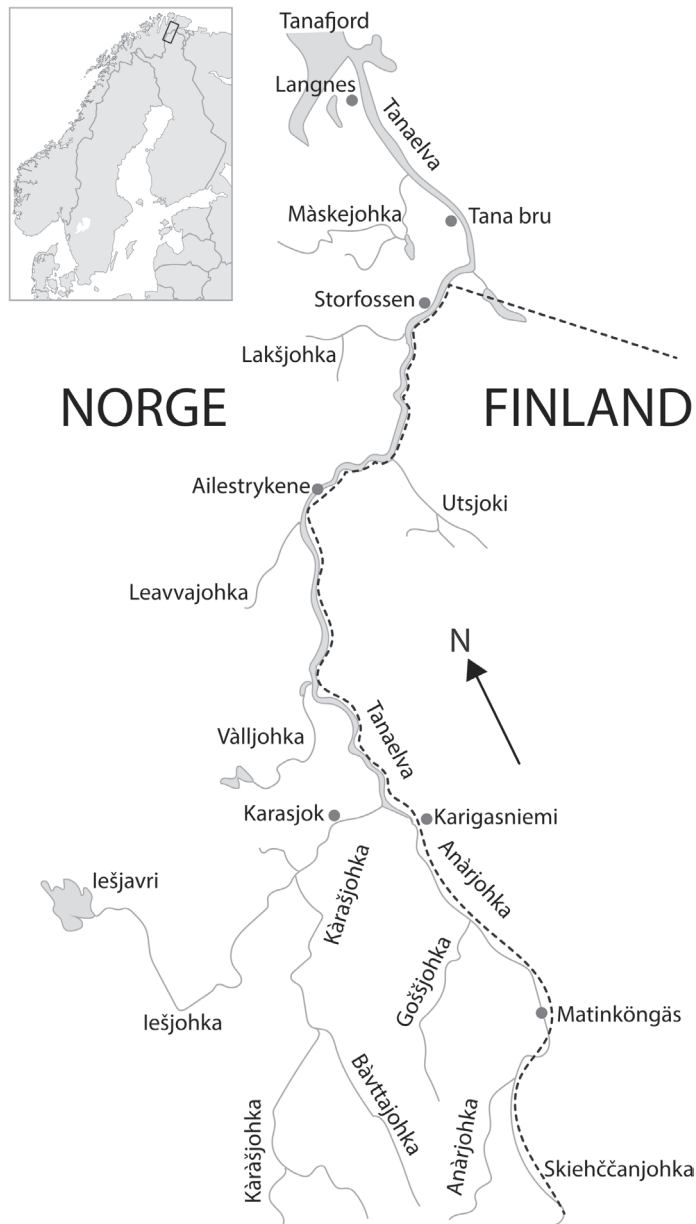 Tanafjord
Langnes
Tanaelva
Màskejohka
Tana bru
Storfossen
Lakšjohka
NORGE
FINLAND
Ailestrykene
Utsjoki
Leavvajohka
N
Vàlljohka
Tanaelva
Karasjok
Karigasniemi
Iešjavri
Kàrašjohka
Anàrjohka
Goššjohka
Iešjohka
Matinköngäs
Bàvttajohka
Kàràšjohka
Anàrjohka
Skiehččanjohka